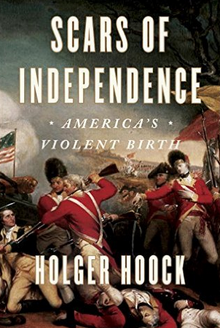 SCARS OF
INDEPENDENCE
★ AMERICA'S ★
VIOLENT BIRTH
HOLGER HOOCK